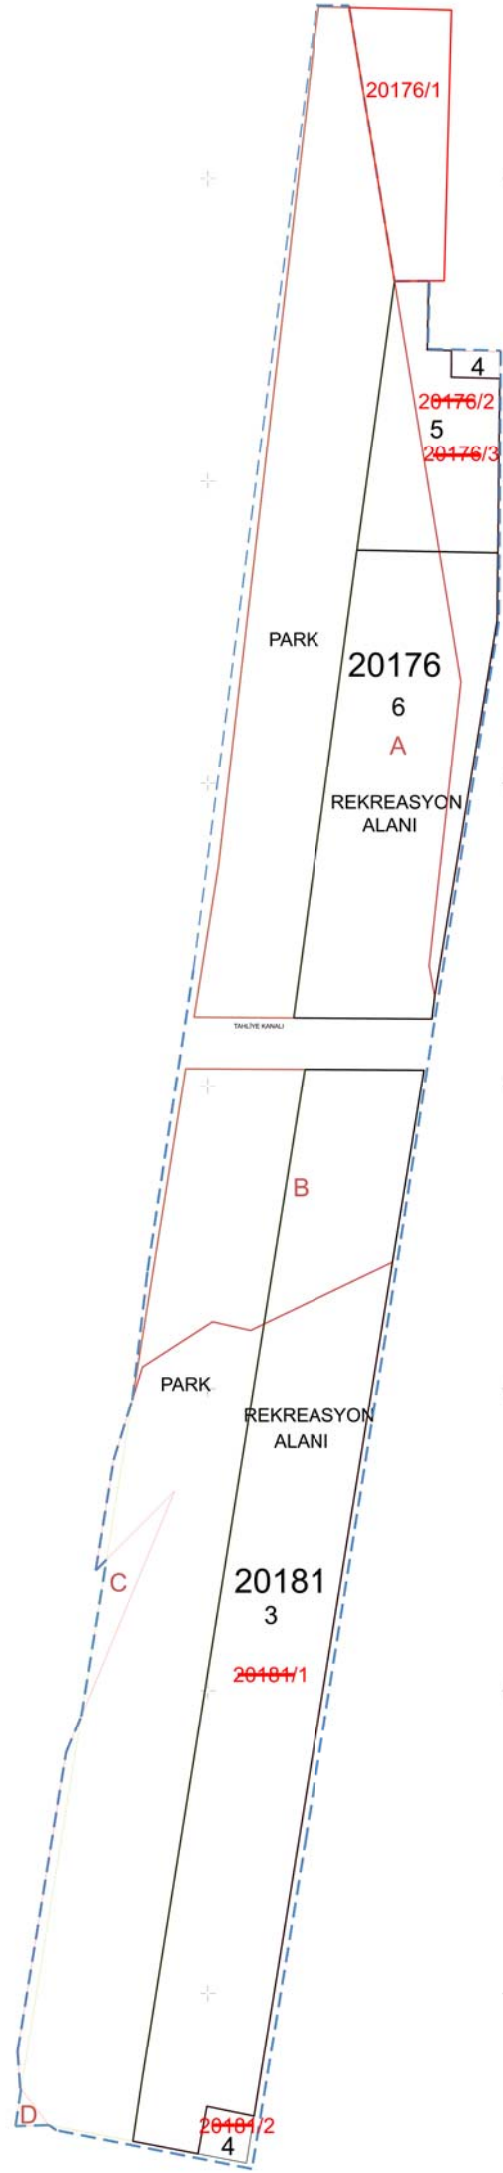 20176/1
4
20176/2
5
20176/3
PARK
20176
6
A
REKREASYON
ALANI
TAHLİYE KANALI
B
PARK
REKREASYON
ALANI
C
20181
3
20181/1
D
20181/2
4